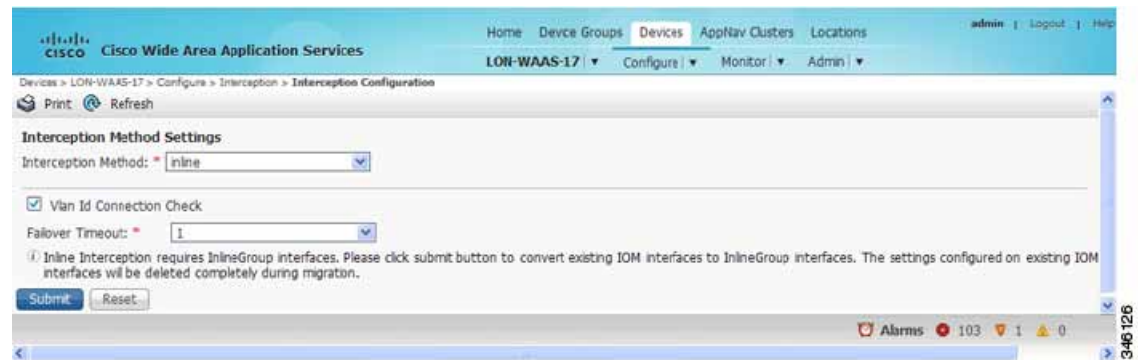 Home Devce Groups Devices AppNav Clusters Locations
admin | Logout | Help
CISCO Cisco Wide Area Application Services
LON-WAAS-17 Configure Monitor Admin
Devices > LON-WAAS-17 > Configure > Interception > Interception Configuration
Print Refresh
Interception Method Settings
Interception Method: * inline
Vlan Id Connection Check
Failover Timeout: * 1
Inline Interception requires InlineGroup interfaces. Please click submit button to convert existing IOM interfaces to InlineGroup interfaces. The settings configured on existing IOM
interfaces will be deleted completely during migration.
Submit Reset
Alarms 103 1 0
346126